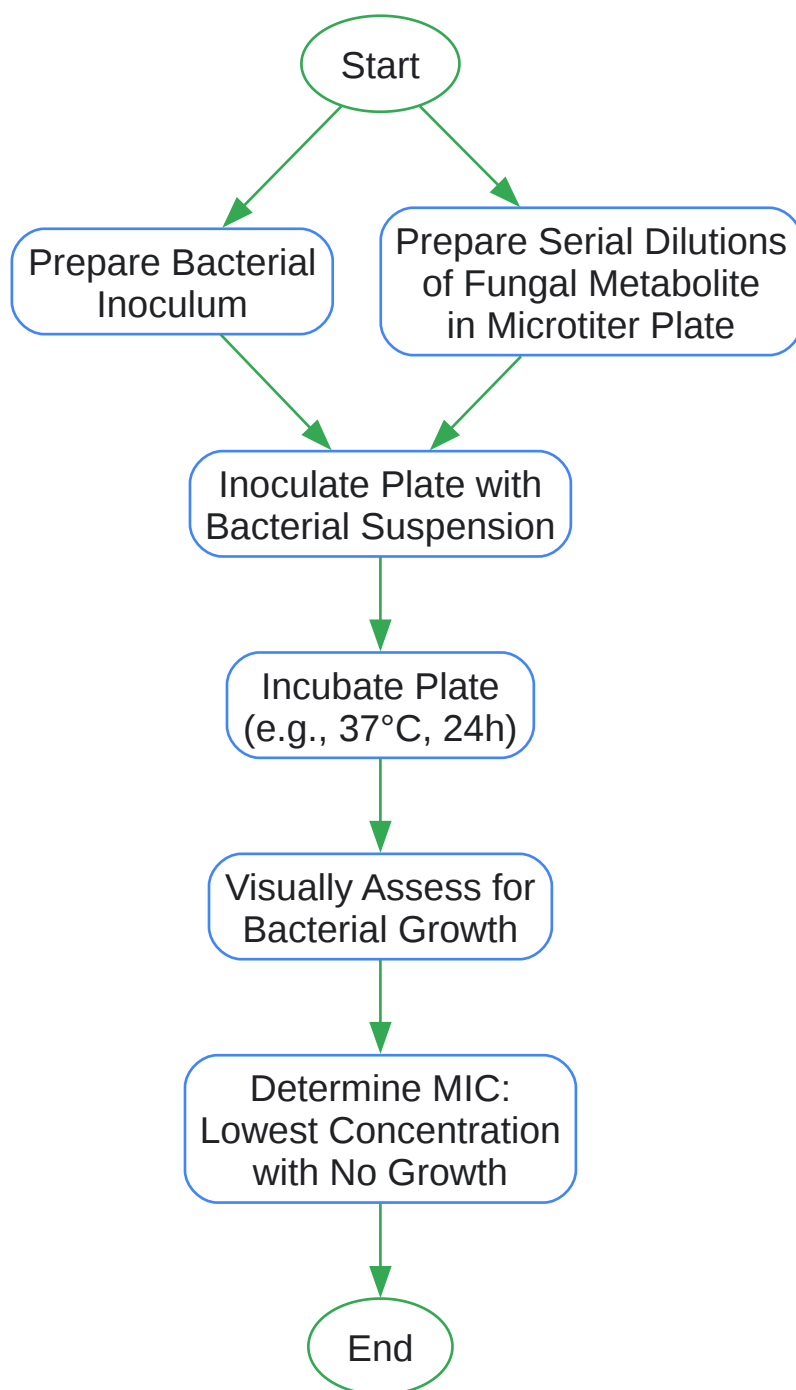 Start
Prepare Bacterial
Inoculum
Prepare Serial Dilutions
of Fungal Metabolite
in Microtiter Plate
Inoculate Plate with
Bacterial Suspension
Incubate Plate
(e.g., 37°C, 24h)
Visually Assess for
Bacterial Growth
Determine MIC:
Lowest Concentration
with No Growth
End